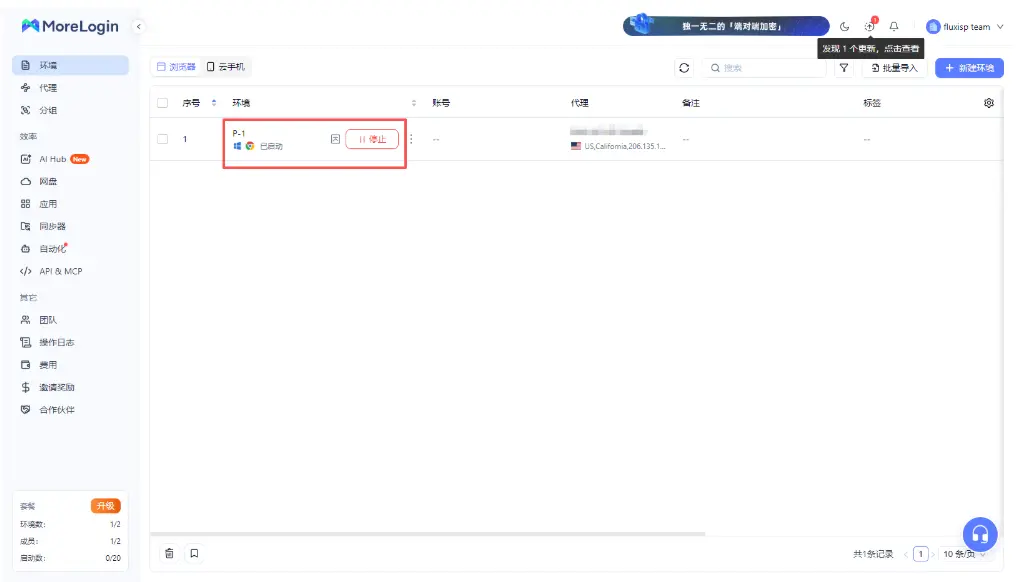 MoreLogin
独一无二的「端对端加密」
1
fluxisp team
发现 1 个更新，点击查看
环境
代理
分组
效率
AI Hub New
网盘
应用
同步器
自动化
API & MCP
其它
团队
操作日志
费用
邀请奖励
合作伙伴
套餐 升级
环境数: 1/2
成员: 1/2
启动数: 0/20
浏览器 云手机
搜索
批量导入
+ 新建环境
序号 环境 账号 代理 备注 标签
1
P-1
已启动
停止
--
US,California,206.135.1...
--
--
共1条记录
1
10 条/页